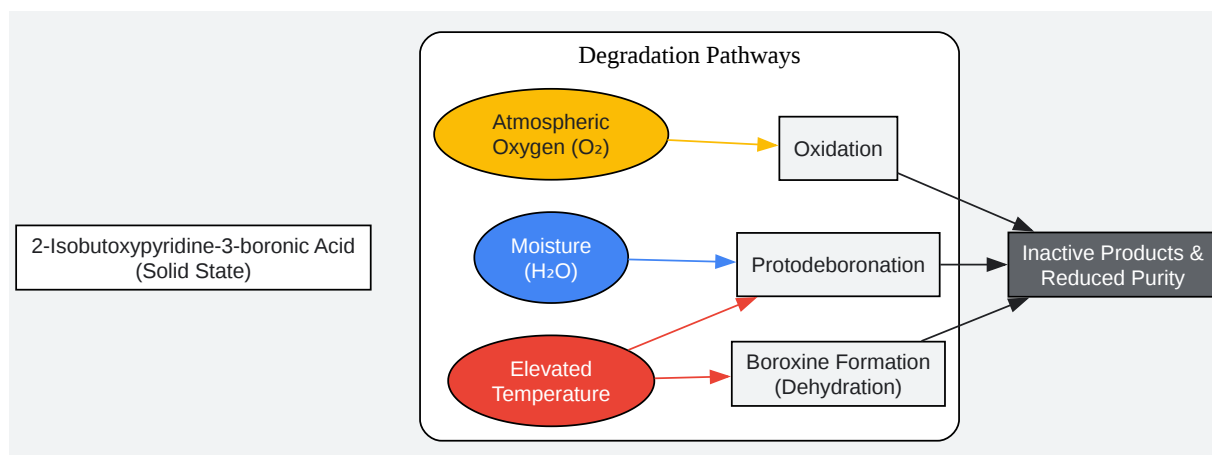 Degradation Pathways
Atmospheric
Oxygen (O₂)
Oxidation
2-Isobutoxypyridine-3-boronic Acid
(Solid State)
Moisture
(H₂O)
Protodeboronation
Inactive Products &
Reduced Purity
Elevated
Temperature
Boroxine Formation
(Dehydration)